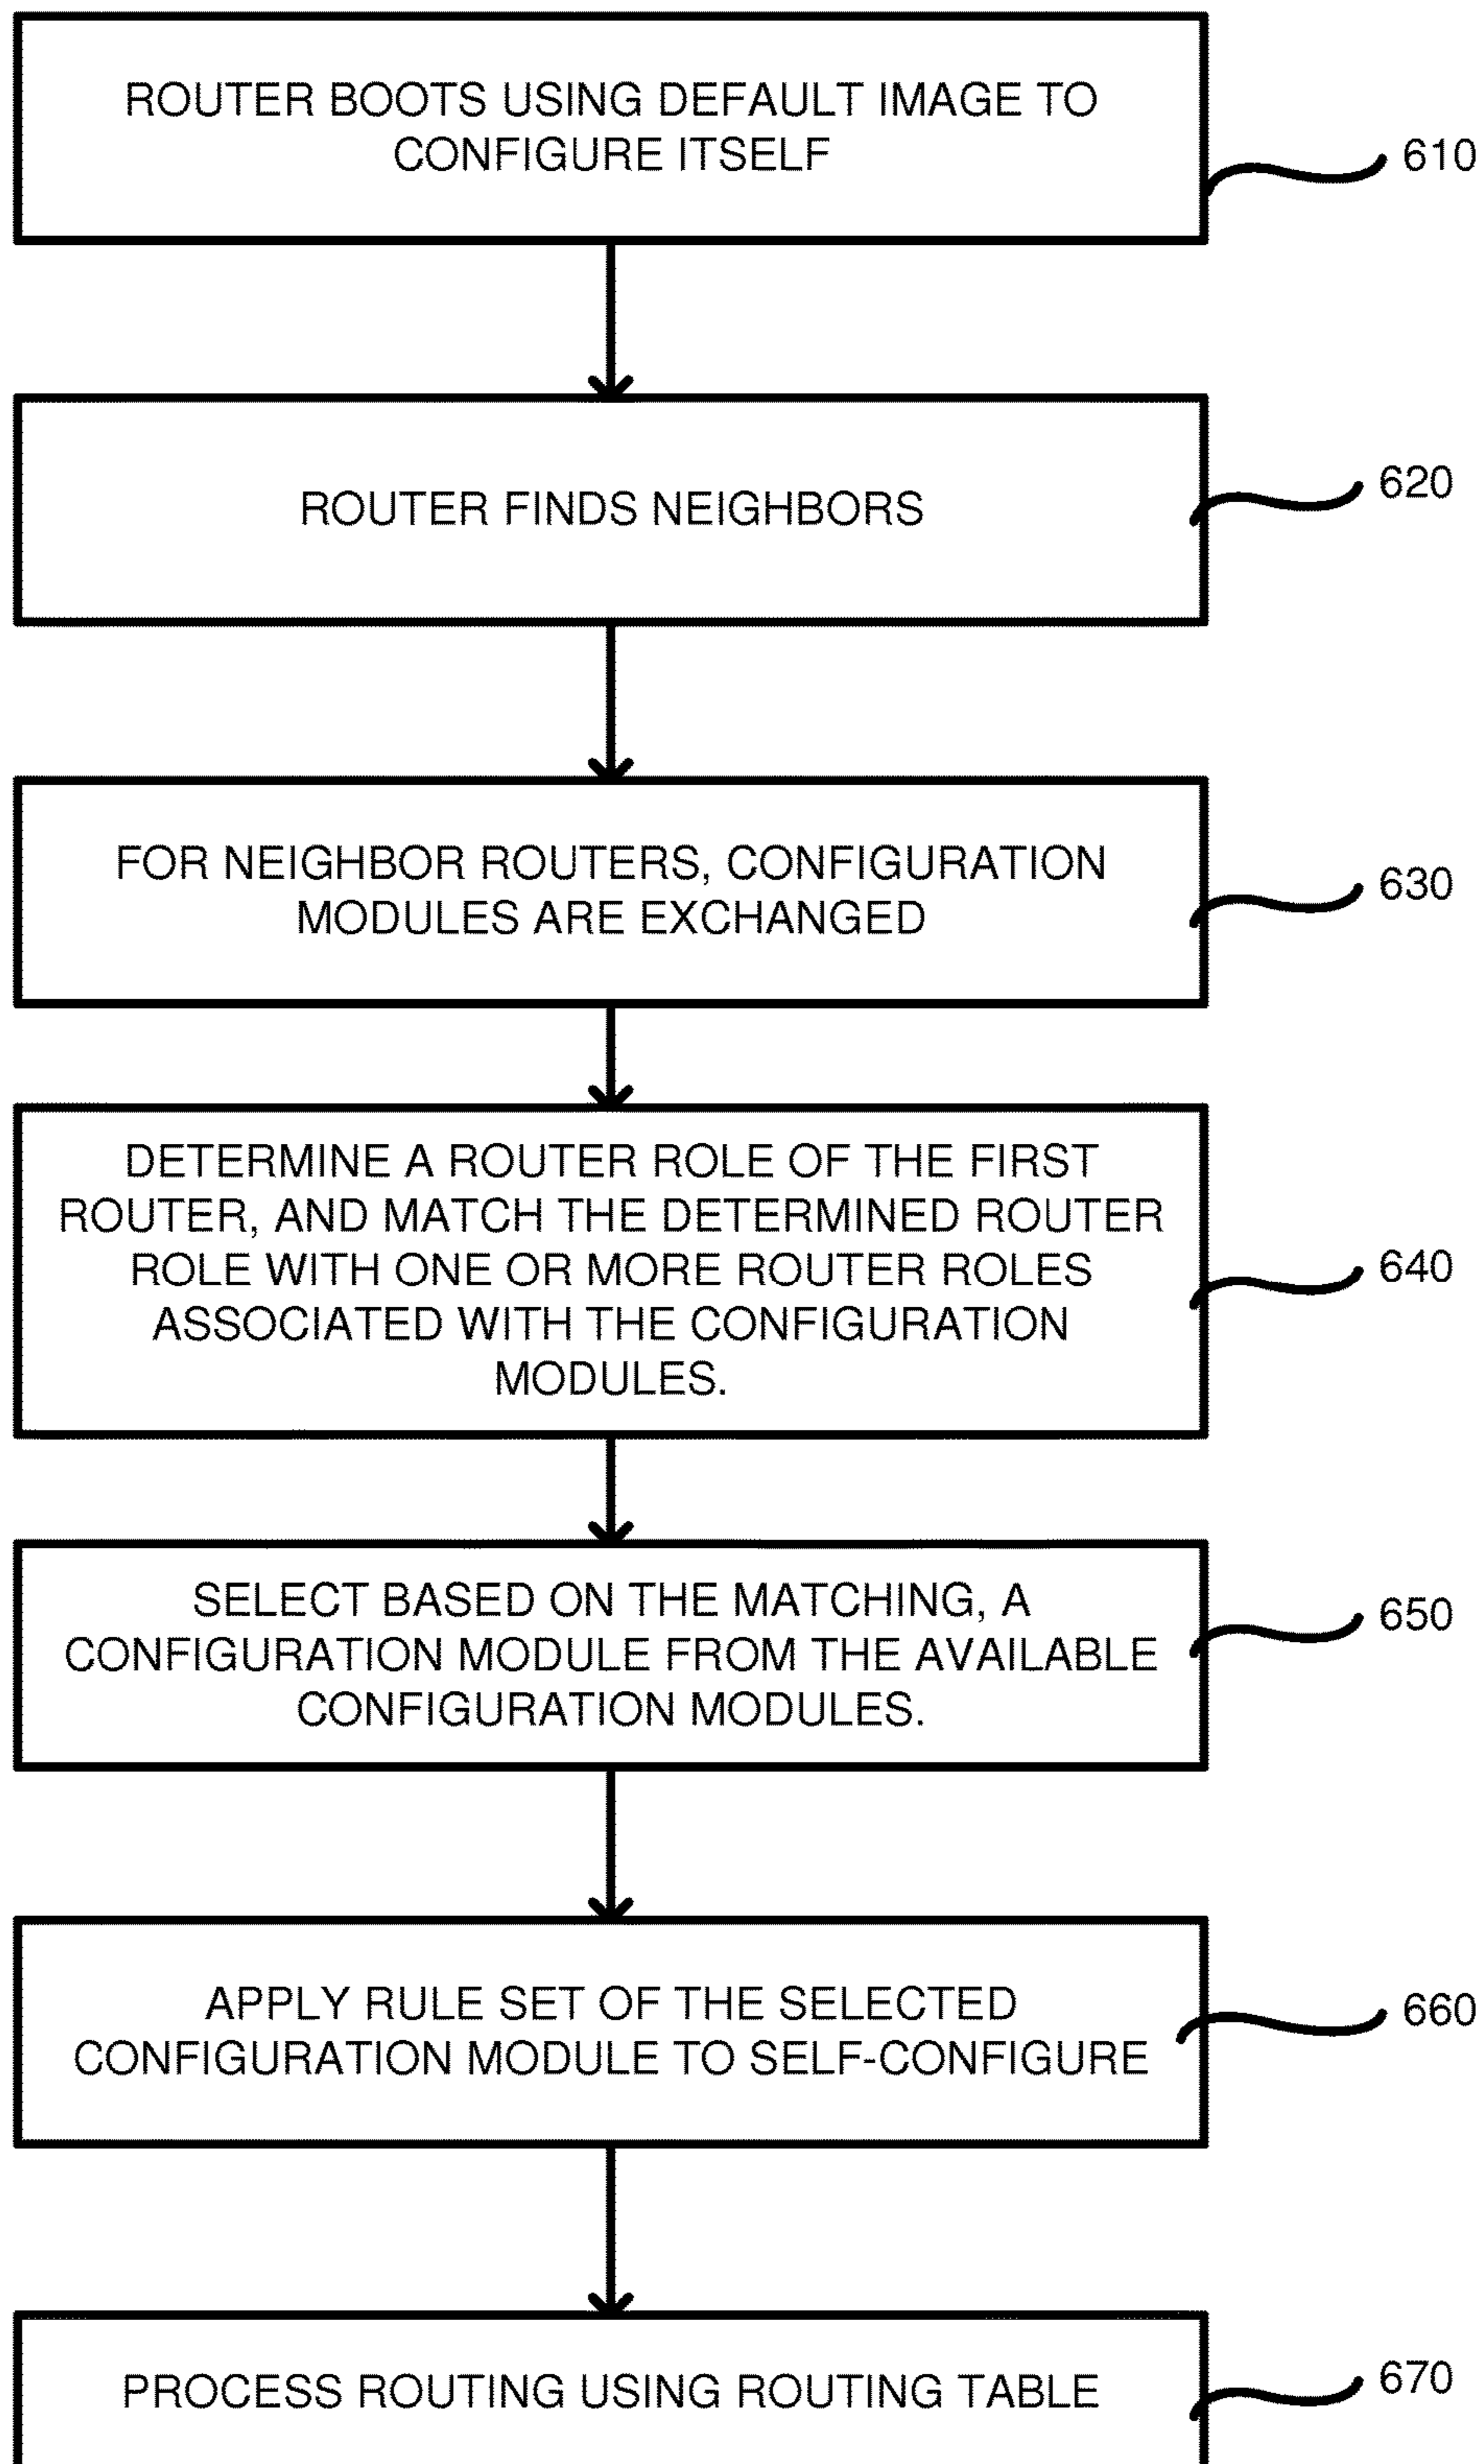 ROUTER BOOTS USING DEFAULT IMAGE TO
CONFIGURE ITSELF
610
ROUTER FINDS NEIGHBORS
620
FOR NEIGHBOR ROUTERS, CONFIGURATION
MODULES ARE EXCHANGED
630
DETERMINE A ROUTER ROLE OF THE FIRST
ROUTER, AND MATCH THE DETERMINED ROUTER
ROLE WITH ONE OR MORE ROUTER ROLES
ASSOCIATED WITH THE CONFIGURATION
MODULES.
640
SELECT BASED ON THE MATCHING, A
CONFIGURATION MODULE FROM THE AVAILABLE
CONFIGURATION MODULES.
650
APPLY RULE SET OF THE SELECTED
CONFIGURATION MODULE TO SELF-CONFIGURE
660
PROCESS ROUTING USING ROUTING TABLE
670